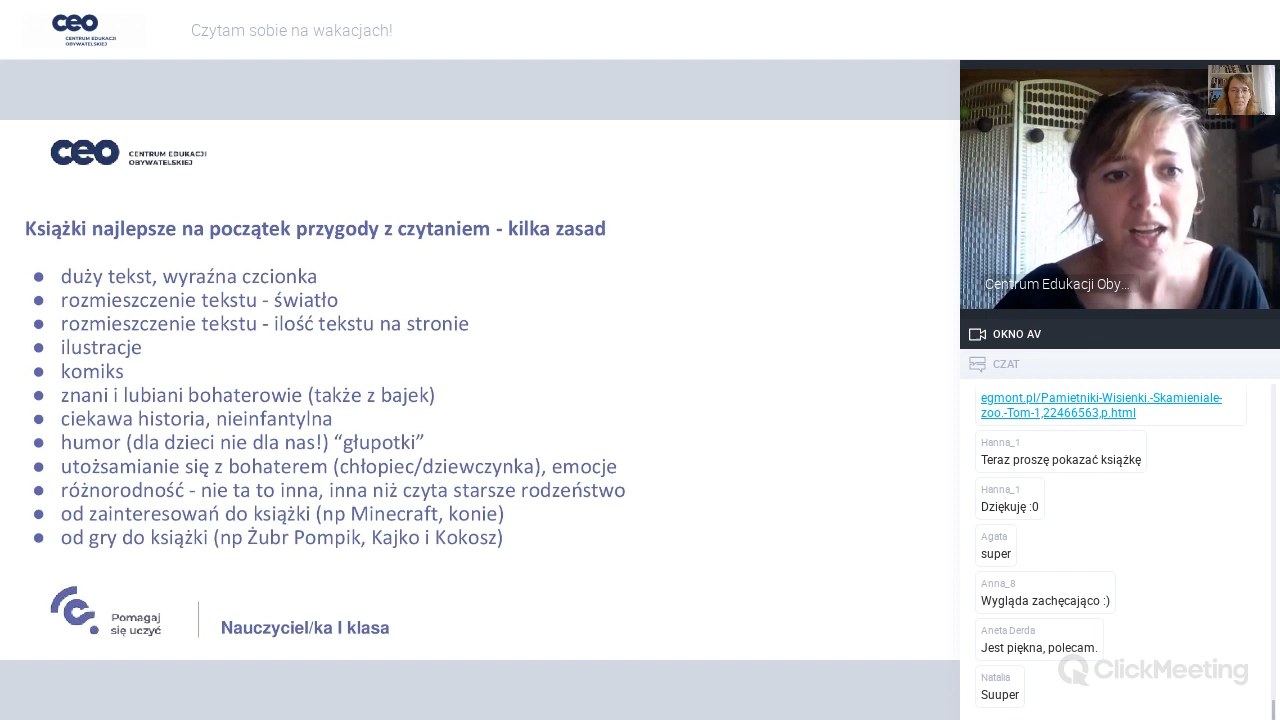 ceo
CENTRUM EDUKACJI
OBYWATELSKIEJ
Czytam sobie na wakacjach!
ceo
CENTRUM EDUKACJI
OBYWATELSKIEJ
Książki najlepsze na początek przygody z czytaniem - kilka zasad
● duży tekst, wyraźna czcionka
● rozmieszczenie tekstu - światło
● rozmieszczenie tekstu - ilość tekstu na stronie
● ilustracje
● komiks
● znani i lubiani bohaterowie (także z bajek)
● ciekawa historia, nieinfantylna
● humor (dla dzieci nie dla nas!) “głupotki”
● utożsamianie się z bohaterem (chłopiec/dziewczynka), emocje
● różnorodność - nie ta to inna, inna niż czyta starsze rodzeństwo
● od zainteresowań do książki (np Minecraft, konie)
● od gry do książki (np Żubr Pompik, Kajko i Kokosz)
Pomagaj
się uczyć
Nauczyciel/ka I klasa
Centrum Edukacji Oby...
OKNO AV
CZAT
egmont.pl/Pamietniki-Wisienki.-Skamieniale-
zoo.-Tom-1,22466563,p.html
Hanna_1
Teraz proszę pokazać książkę
Hanna_1
Dziękuję :0
Agata
super
Anna_8
Wygląda zachęcająco :)
Aneta Derda
Jest piękna, polecam.
Natalia
Suuper
ClickMeeting